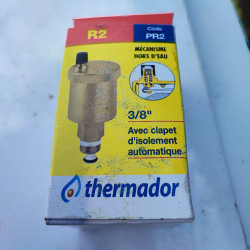 R2
Code
PR2
MÉCANISME
HORS D'EAU
3/8"
Avec clapet
d'isolement
automatique
thermador